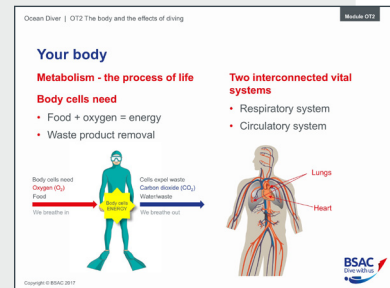 Ocean Diver | OT2 The body and the effects of diving
Module OT2
Your body
Metabolism - the process of life
Body cells need
• Food + oxygen = energy
• Waste product removal
Two interconnected vital
systems
• Respiratory system
• Circulatory system
Body cells need
Oxygen (O₂)
Food
We breathe in
Body cells
ENERGY
Cells expel waste
Carbon dioxide (CO₂)
Water/waste
We breathe out
Lungs
Heart
BSAC
Dive with us
Copyright © BSAC 2017